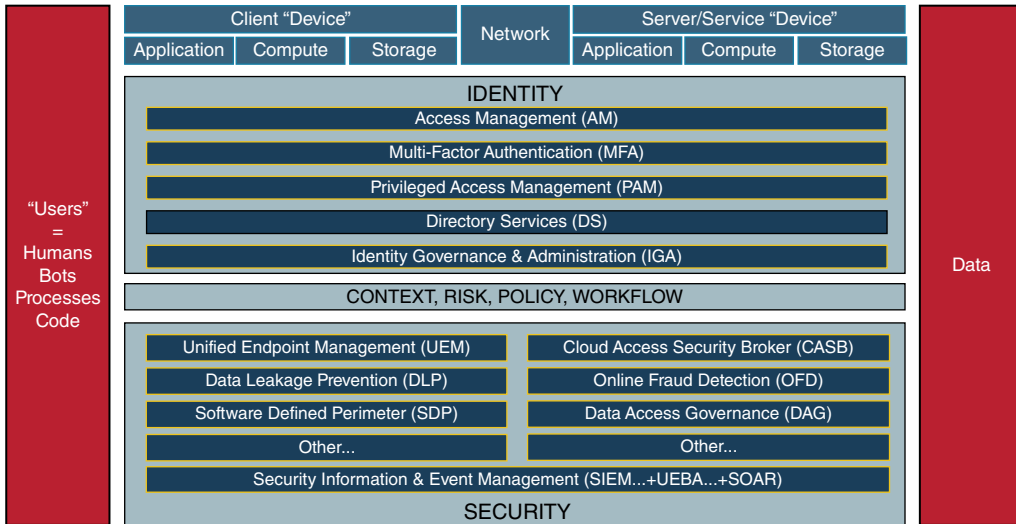 Client “Device”
Network
Server/Service “Device”
Application
Compute
Storage
Application
Compute
Storage
“Users”
=
Humans
Bots
Processes
Code
IDENTITY
Access Management (AM)
Multi-Factor Authentication (MFA)
Privileged Access Management (PAM)
Directory Services (DS)
Identity Governance & Administration (IGA)
CONTEXT, RISK, POLICY, WORKFLOW
Unified Endpoint Management (UEM)
Cloud Access Security Broker (CASB)
Data Leakage Prevention (DLP)
Online Fraud Detection (OFD)
Software Defined Perimeter (SDP)
Data Access Governance (DAG)
Other...
Other...
Security Information & Event Management (SIEM...+UEBA...+SOAR)
SECURITY
Data